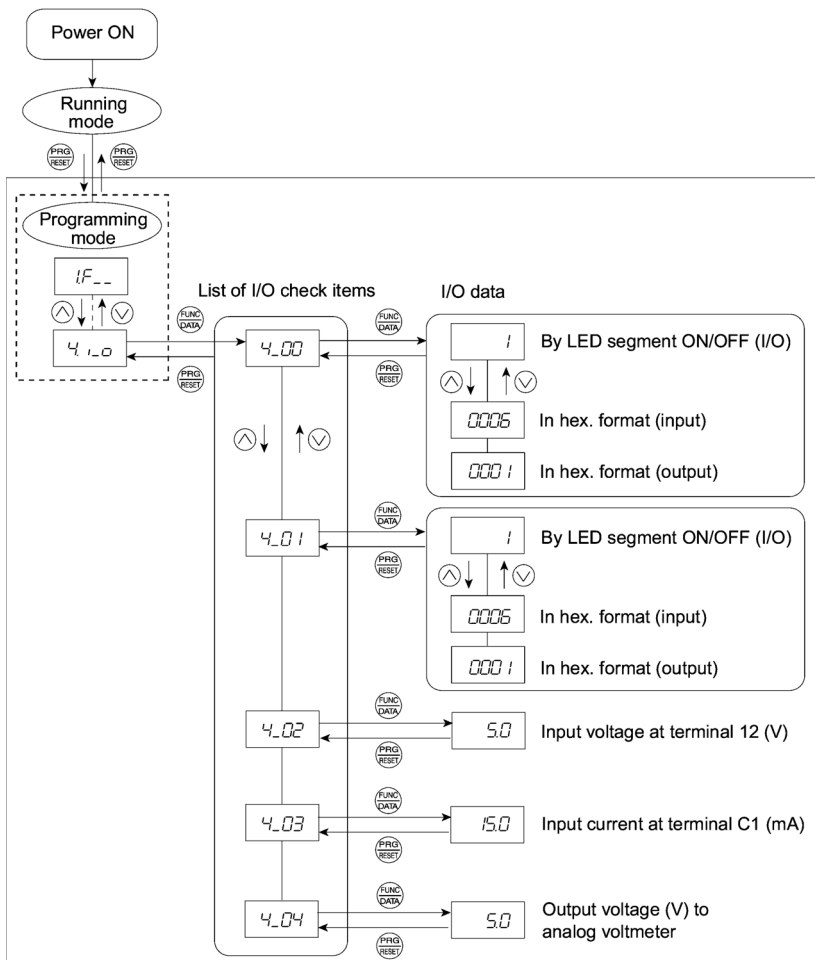 Power ON
Running
mode
PRG
RESET
PRG
RESET
Programming
mode
1.F__
4.i_o
FUNC
DATA
PRG
RESET
List of I/O check items
I/O data
4_00
FUNC
DATA
PRG
RESET
1
By LED segment ON/OFF (I/O)
0006
In hex. format (input)
0001
In hex. format (output)
4_01
FUNC
DATA
PRG
RESET
1
By LED segment ON/OFF (I/O)
0006
In hex. format (input)
0001
In hex. format (output)
4_02
FUNC
DATA
PRG
RESET
5.0
Input voltage at terminal 12 (V)
4_03
FUNC
DATA
PRG
RESET
15.0
Input current at terminal C1 (mA)
4_04
FUNC
DATA
PRG
RESET
5.0
Output voltage (V) to
analog voltmeter